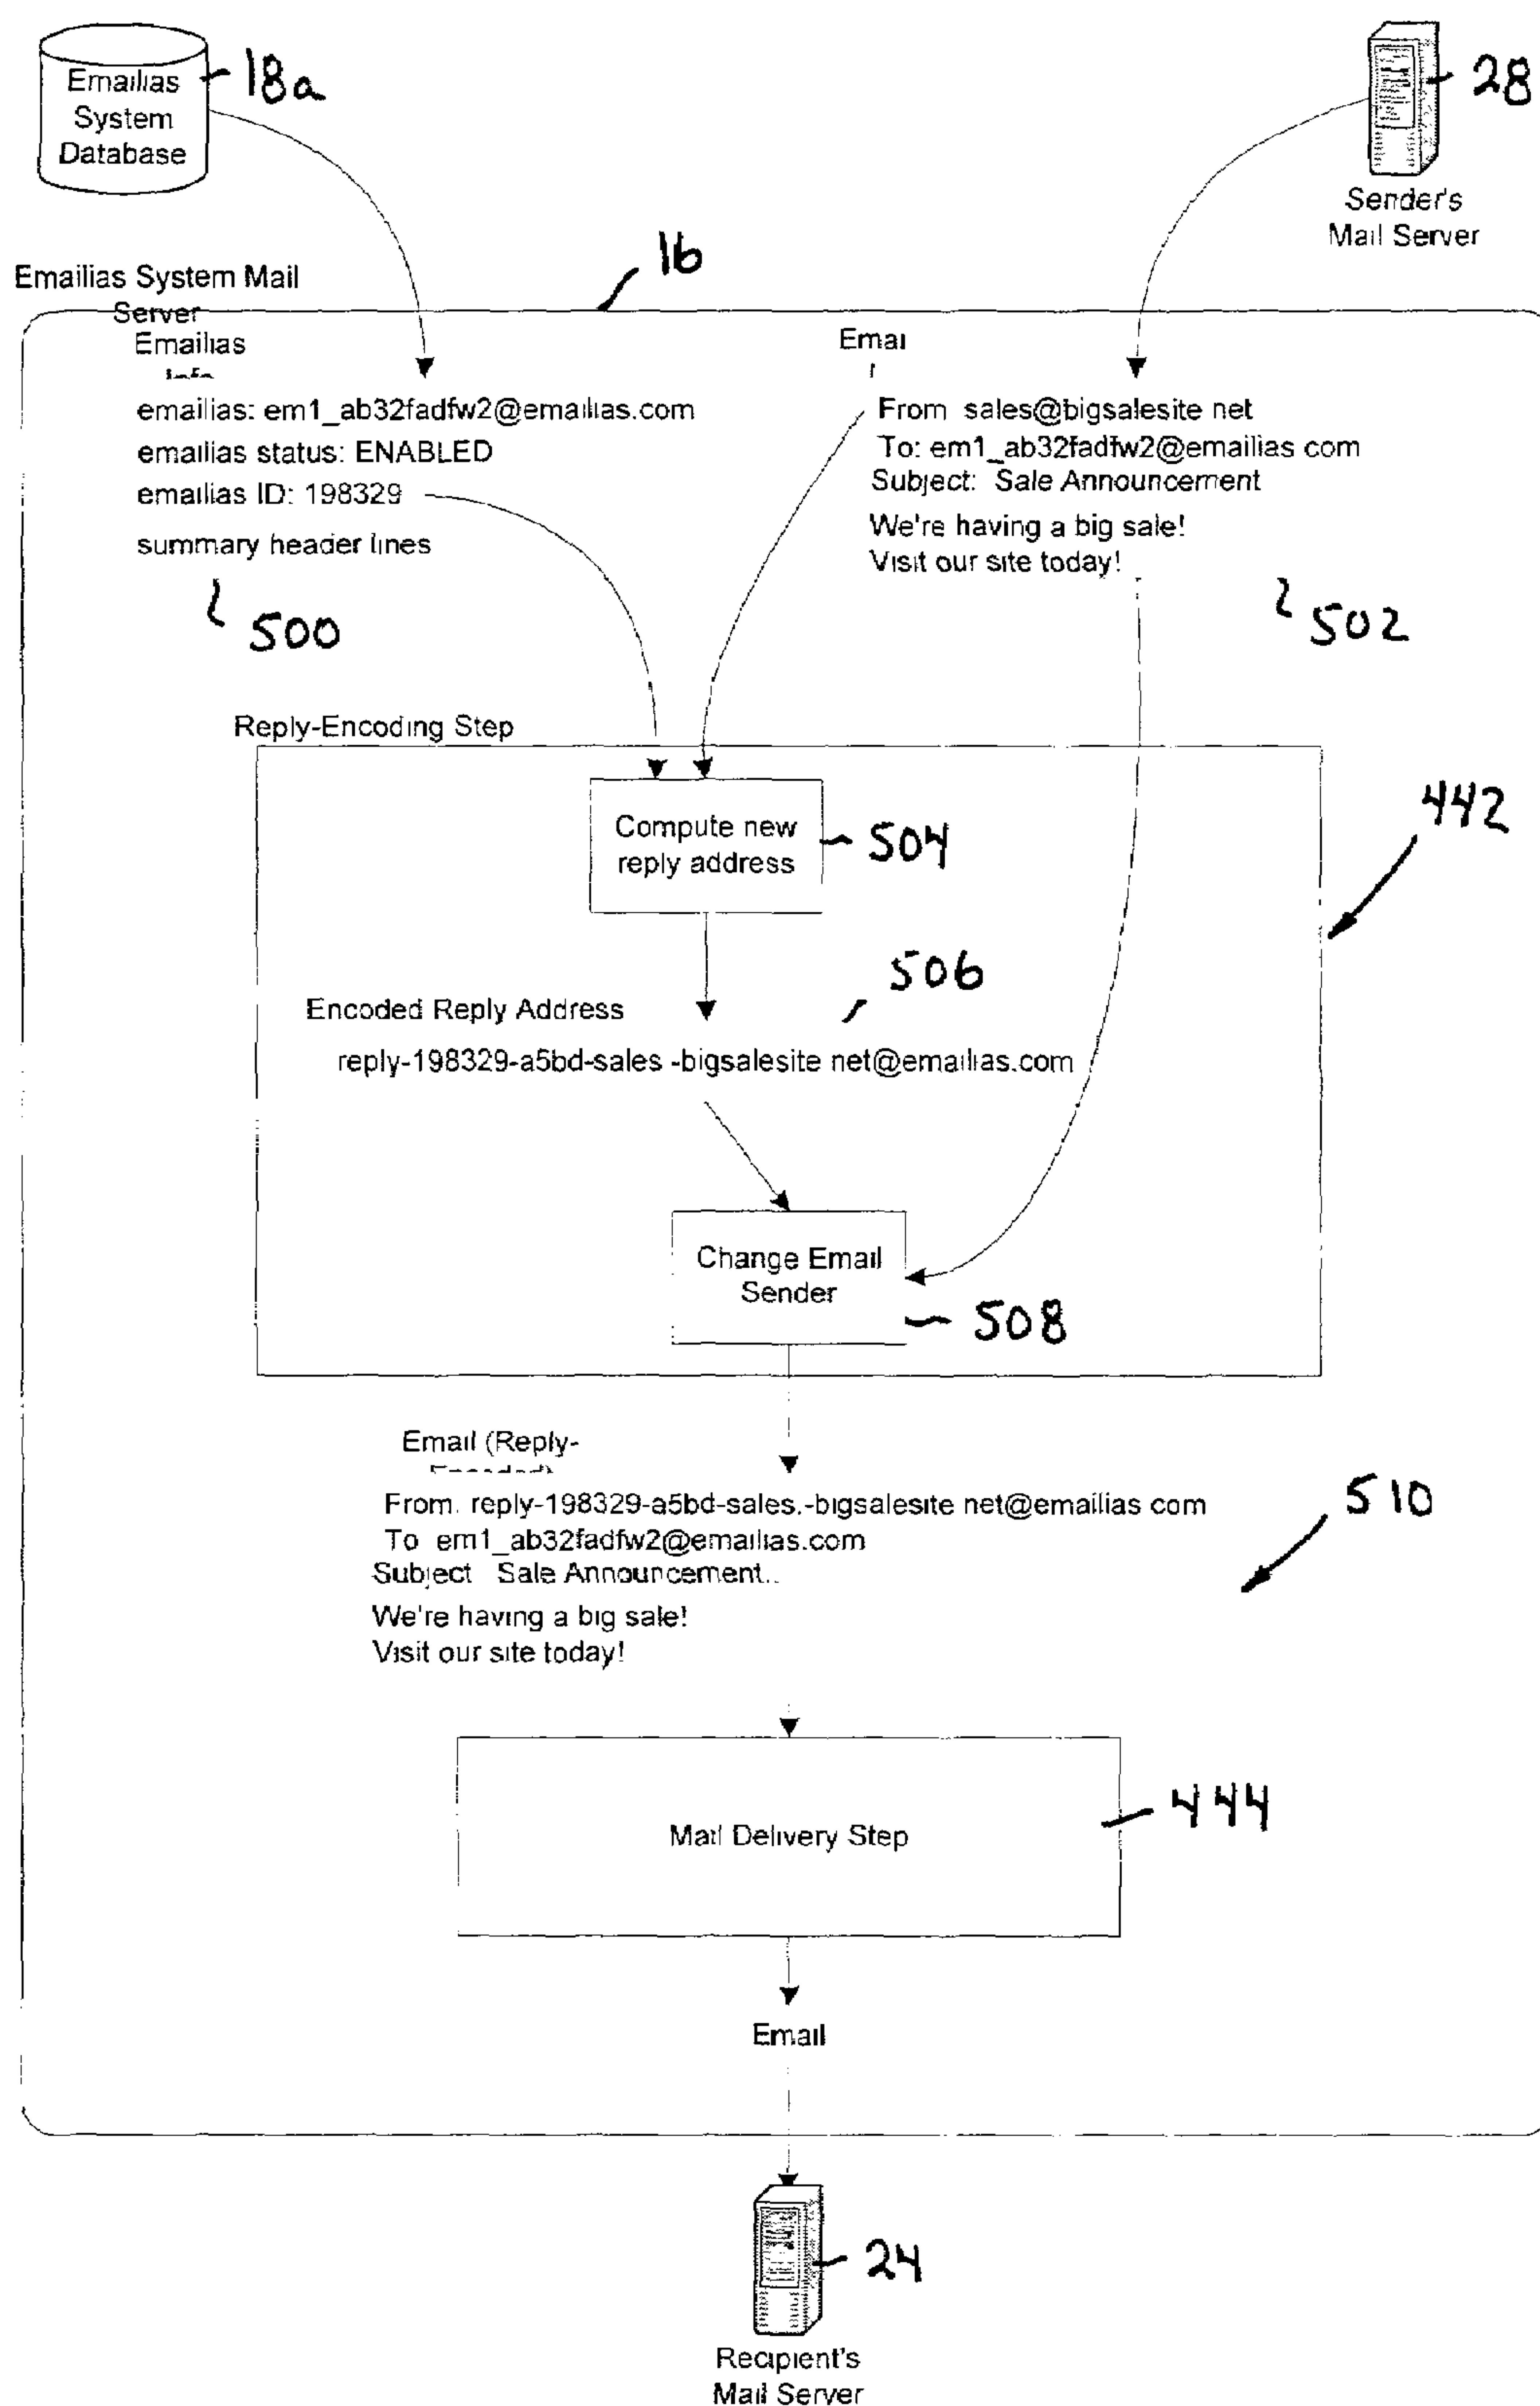 Emailias
System
Database
18a
28
Sender's
Mail Server
16
Emailias System Mail
Server
Emailias
emailias: em1_ab32fadfw2@emailias.com
emailias status: ENABLED
emailias ID: 198329
summary header lines
500
From sales@bigsalesite net
To: em1_ab32fadfw2@emailias com
Subject: Sale Announcement
We're having a big sale!
Visit our site today!
502
Reply-Encoding Step
442
Compute new
reply address
504
506
Encoded Reply Address
reply-198329-a5bd-sales -bigsalesite net@emailias.com
Change Email
Sender
508
Email (Reply-
510
From. reply-198329-a5bd-sales.-bigsalesite net@emailias com
To em1_ab32fadfw2@emailias.com
Subject Sale Announcement..
We're having a big sale!
Visit our site today!
Mail Delivery Step
444
Email
24
Recipient's
Mail Server